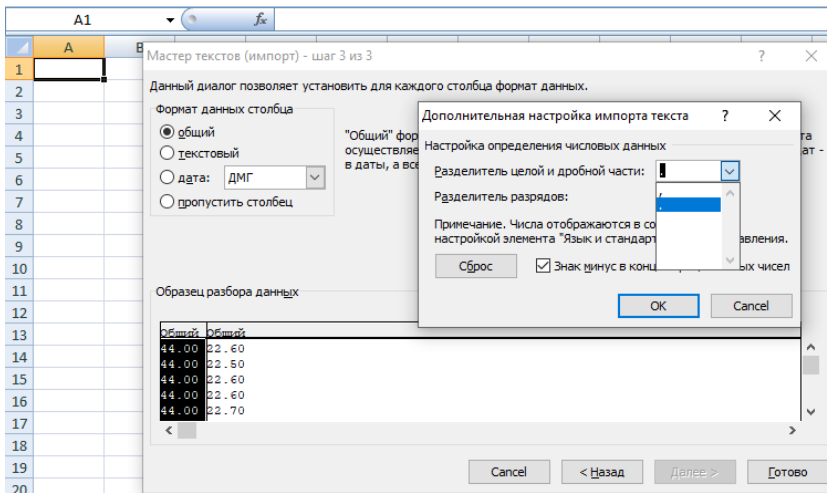 A1
fx
A
B
1
2
3
4
5
6
7
8
9
10
11
12
13
14
15
16
17
18
19
20
Мастер текстов (импорт) - шаг 3 из 3
?
Данный диалог позволяет установить для каждого столбца формат данных.
Формат данных столбца
общий
текстовый
дата: ДМГ
пропустить столбец
"Общий" фор
осуществляе
в даты, а все
та
ат -
Дополнительная настройка импорта текста
?
Настройка определения числовых данных
Разделитель целой и дробной части: .
,
.
Разделитель разрядов:
Примечание. Числа отображаются в со
настройкой элемента "Язык и стандарт авления.
Сброс
Знак минус в конц ых чисел
OK
Cancel
Образец разбора данных
Общий Общий
44.00 22.60
44.00 22.50
44.00 22.60
44.00 22.60
44.00 22.70
Cancel
< Назад
Далее >
Готово